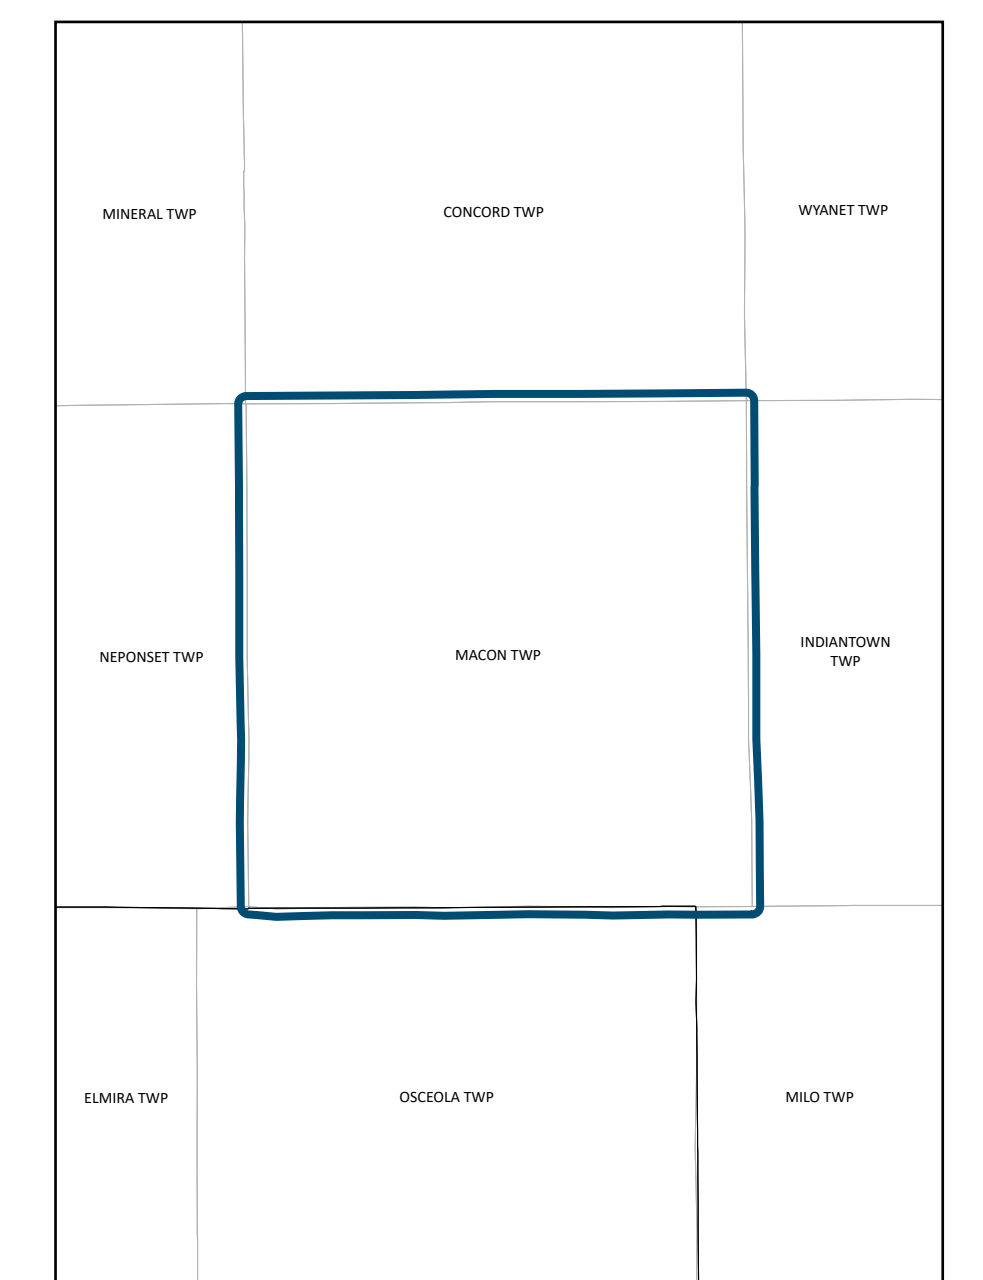 MINERAL TWP
CONCORD TWP
WYANET TWP
NEPONSET TWP
MACON TWP
INDIANTOWN
TWP
ELMIRA TWP
OSCEOLA TWP
MILO TWP